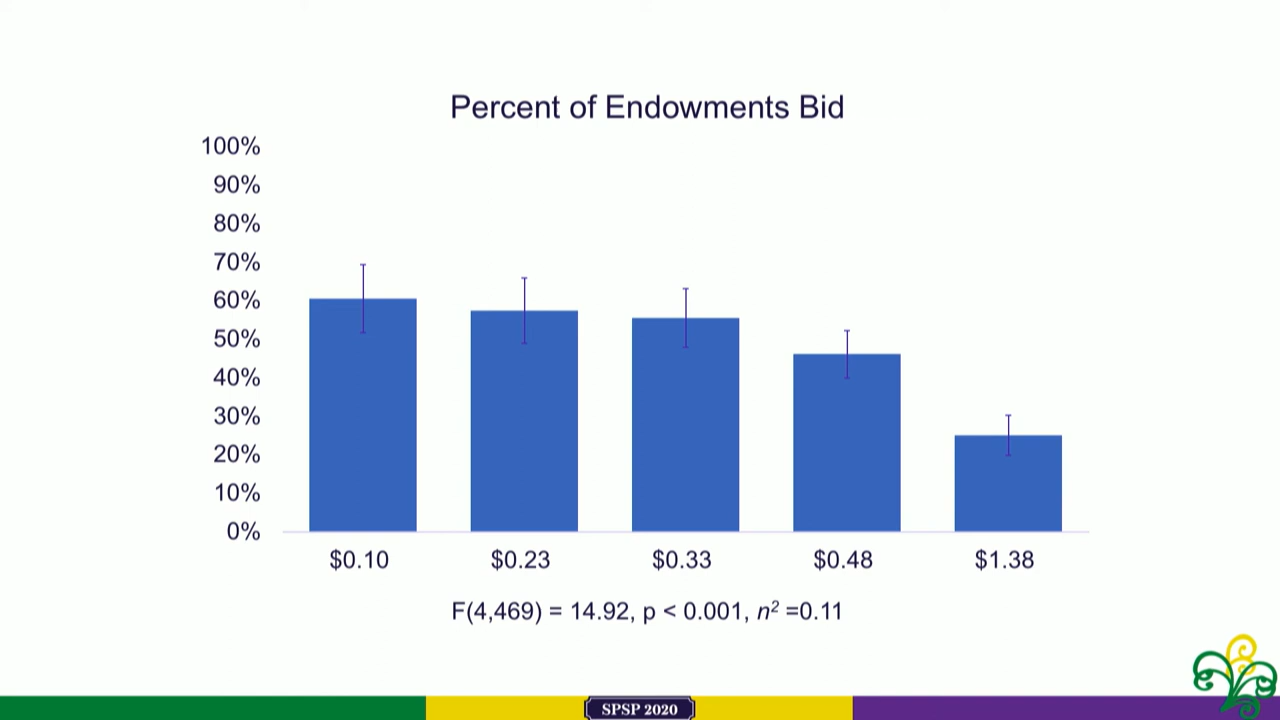 Percent of Endowments Bid
100%
90%
80%
70%
60%
50%
40%
30%
20%
10%
0%
$0.10 $0.23 $0.33 $0.48 $1.38
F(4,469) = 14.92, p < 0.001, n² =0.11
SPSP 2020